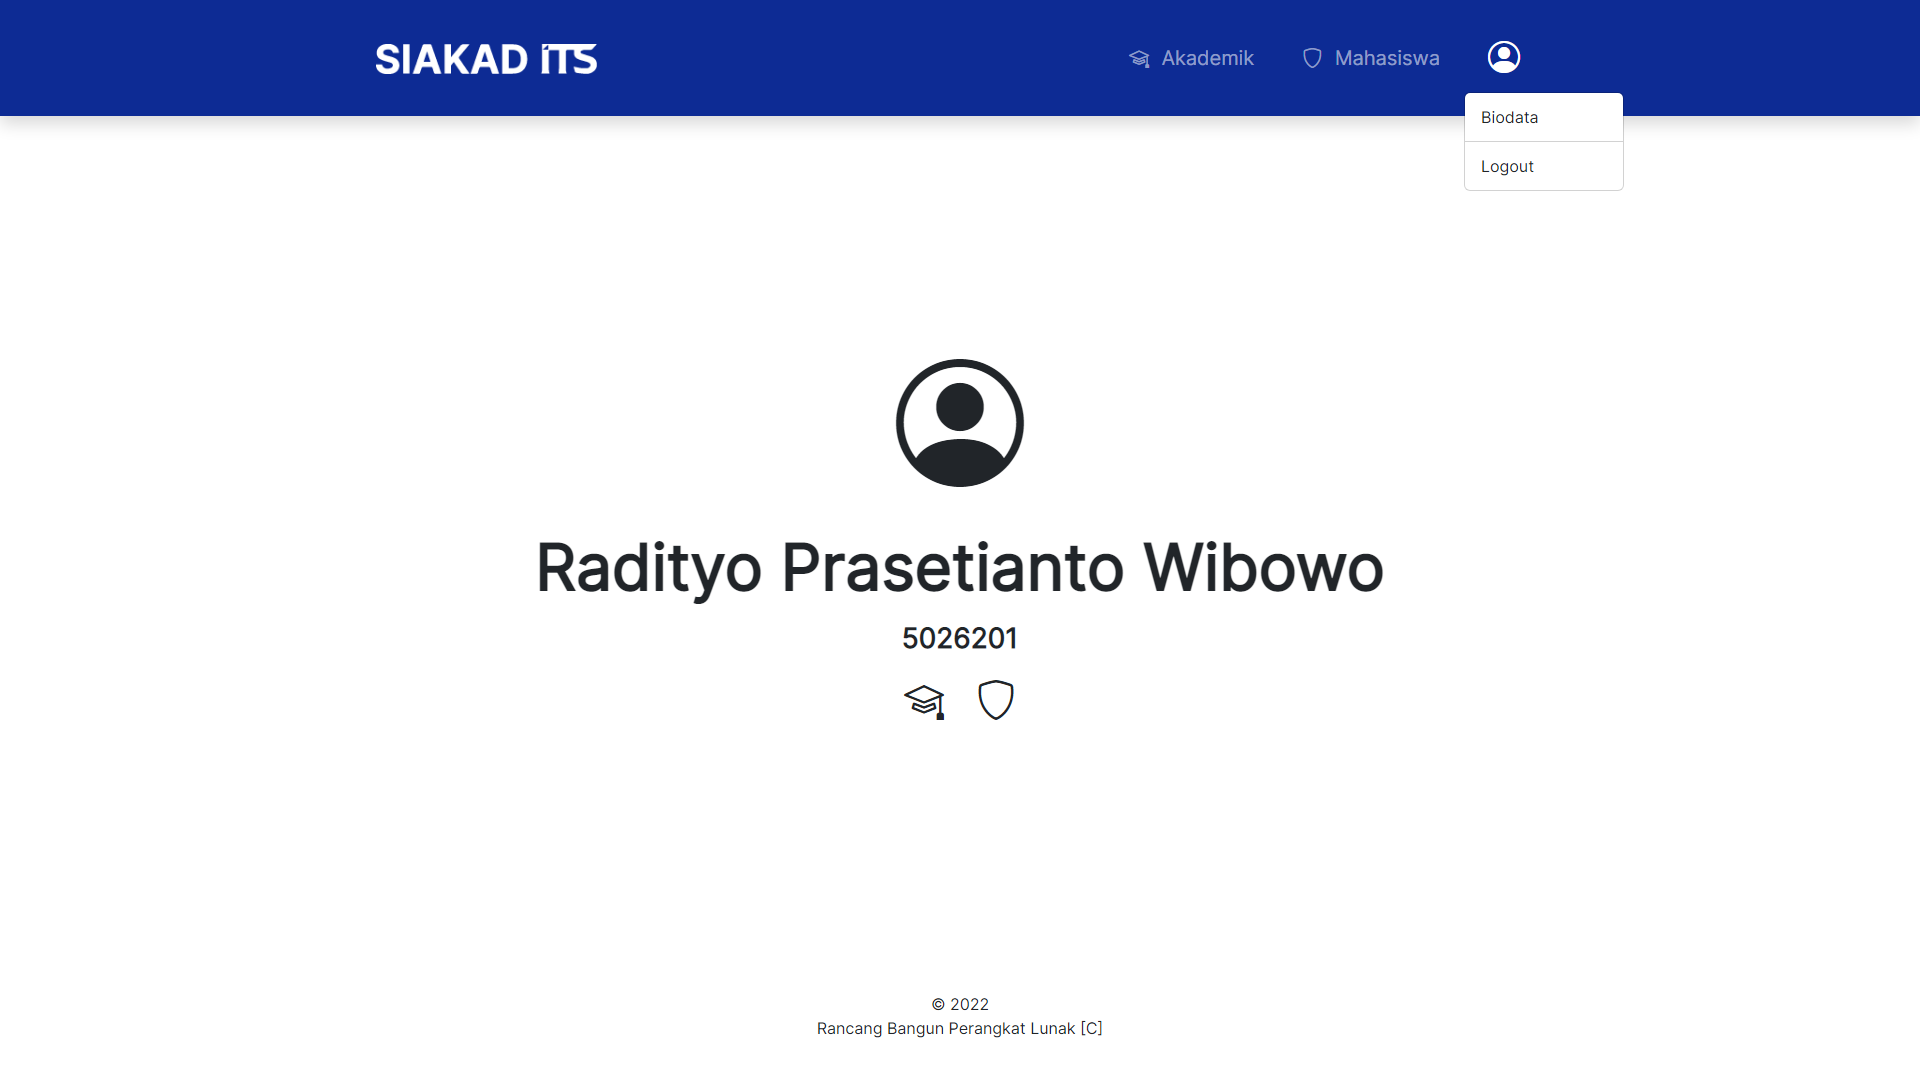 SIAKAD ITS
Akademik
Mahasiswa
Biodata
Logout
Radityo Prasetianto Wibowo
5026201
© 2022
Rancang Bangun Perangkat Lunak [C]